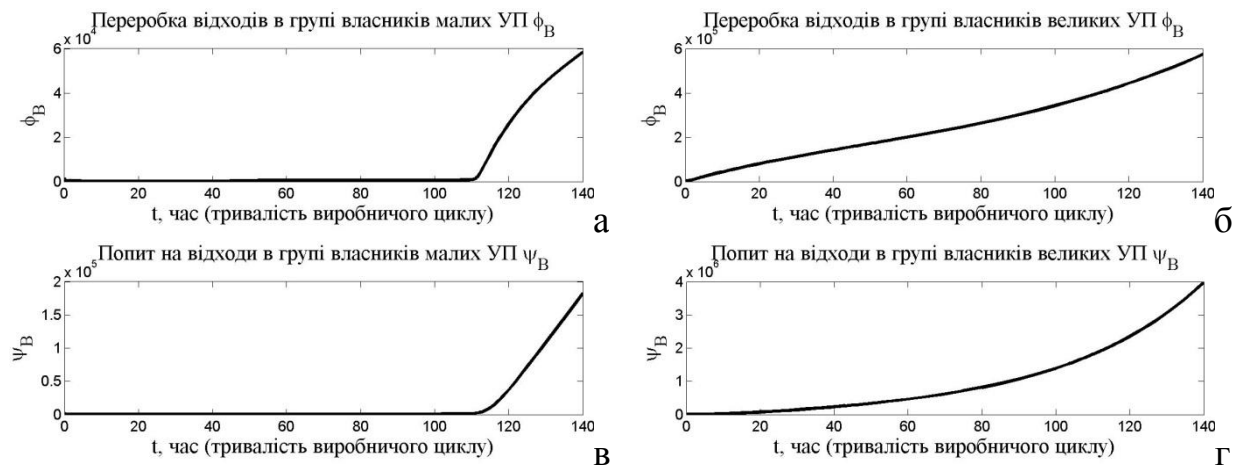 Переробка відходів в групі власників малих УП ϕ_B
x 10^4
6
4
2
0
ϕ_B
0 20 40 60 80 100 120 140
t, час (тривалість виробничого циклу)
а
Переробка відходів в групі власників великих УП ϕ_B
x 10^5
6
4
2
0
ϕ_B
0 20 40 60 80 100 120 140
t, час (тривалість виробничого циклу)
б
Попит на відходи в групі власників малих УП ψ_B
x 10^5
2
1.5
1
0.5
0
ψ_B
0 20 40 60 80 100 120 140
t, час (тривалість виробничого циклу)
в
Попит на відходи в групі власників великих УП ψ_B
x 10^6
4
3
2
1
0
ψ_B
0 20 40 60 80 100 120 140
t, час (тривалість виробничого циклу)
г